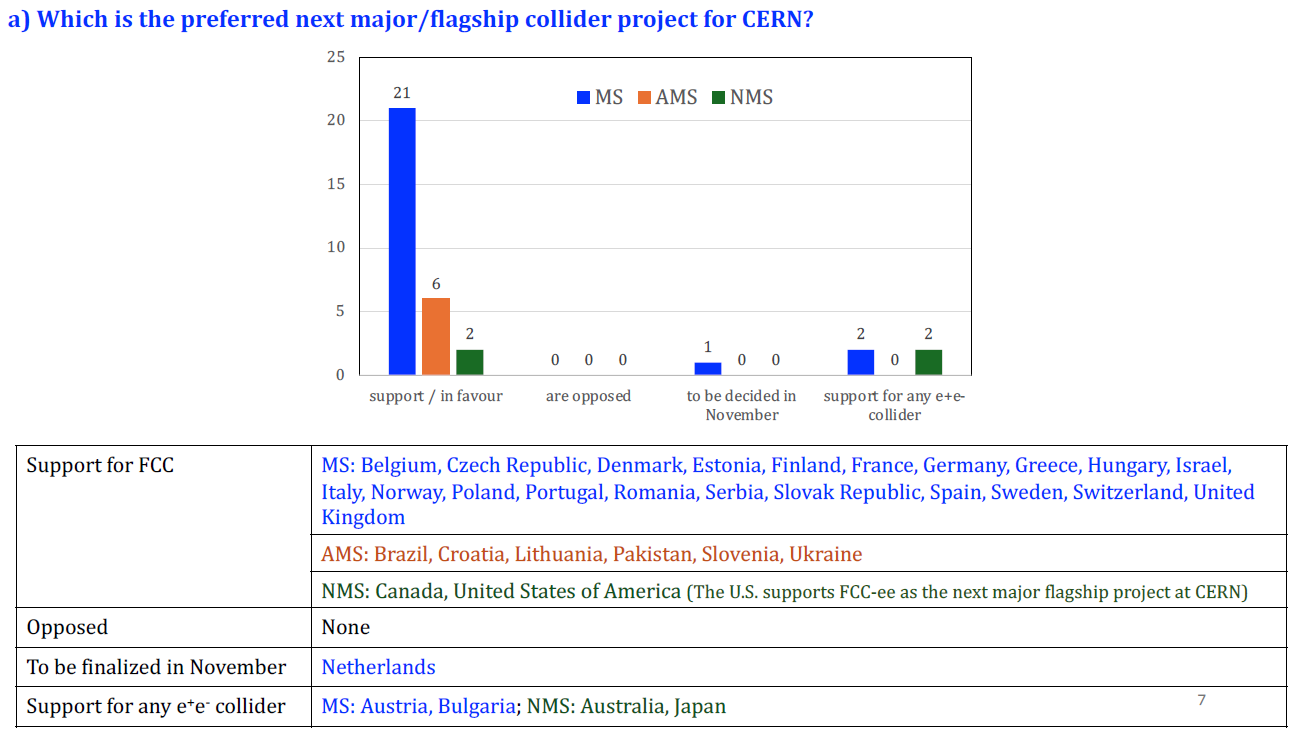 a) Which is the preferred next major/flagship collider project for CERN?
25
20
15
10
5
0
MS AMS NMS
21
6
2
0 0 0
1 0 0
2 0 2
support / in favour
are opposed
to be decided in
November
support for any e+e-
collider
Support for FCC
MS: Belgium, Czech Republic, Denmark, Estonia, Finland, France, Germany, Greece, Hungary, Israel,
Italy, Norway, Poland, Portugal, Romania, Serbia, Slovak Republic, Spain, Sweden, Switzerland, United
Kingdom
AMS: Brazil, Croatia, Lithuania, Pakistan, Slovenia, Ukraine
NMS: Canada, United States of America (The U.S. supports FCC-ee as the next major flagship project at CERN)
Opposed
None
To be finalized in November
Netherlands
Support for any e⁺e⁻ collider
MS: Austria, Bulgaria; NMS: Australia, Japan
7